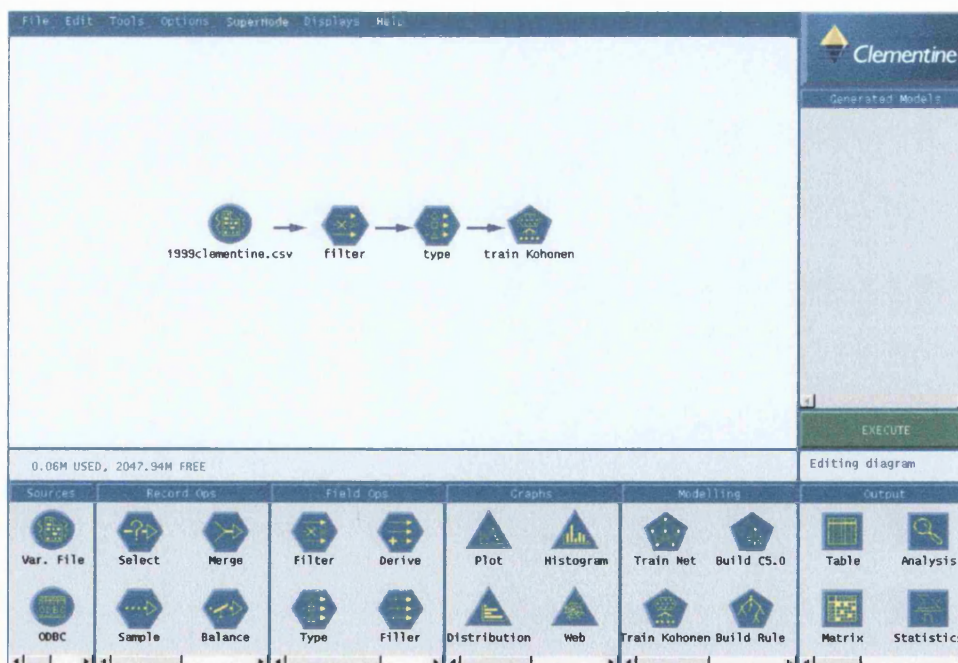 File Edit Tools Options Supernode Displays Help
Clementine
Generated Models
1999clementine.csv filter type train Kohonen
EXECUTE
0.06M USED, 2047.94M FREE
Editing diagram
Sources Record Ops Field Ops Graphs Modelling Output
Var. File Select Merge Filter Derive Plot Histogram Train Net Build C5.0 Table Analysis
ODBC Sample Balance Type Filler Distribution Web Train Kohonen Build Rule Matrix Statistics